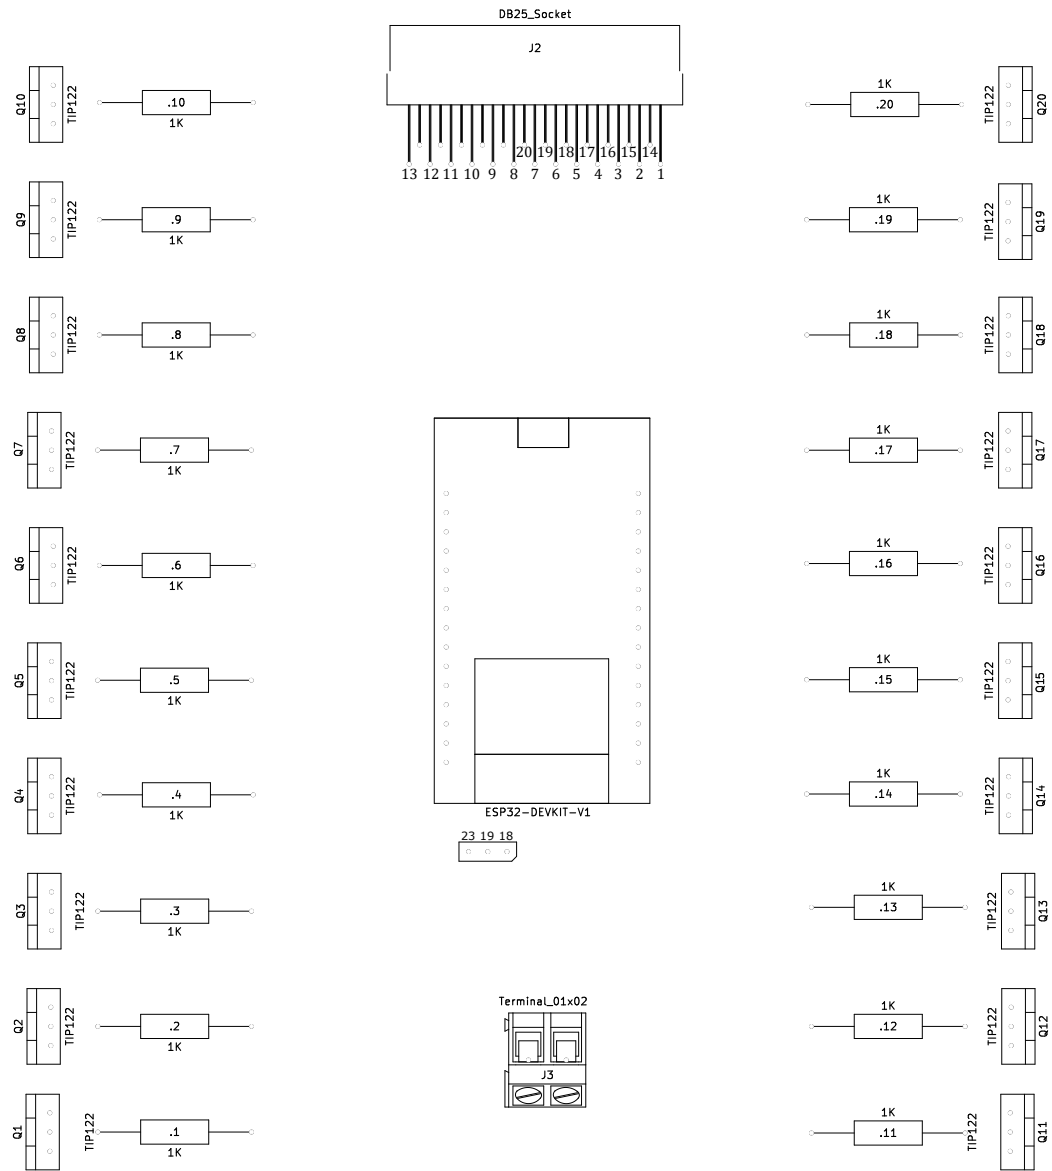 DB25_Socket
J2
Q10
TIP122
.10
1K
1K
.20
TIP122
Q20
20 19 18 17 16 15 14
13 12 11 10 9 8 7 6 5 4 3 2 1
Q9
TIP122
.9
1K
1K
.19
TIP122
Q19
Q8
TIP122
.8
1K
1K
.18
TIP122
Q18
Q7
TIP122
.7
1K
1K
.17
TIP122
Q17
Q6
TIP122
.6
1K
1K
.16
TIP122
Q16
Q5
TIP122
.5
1K
1K
.15
TIP122
Q15
Q4
TIP122
.4
1K
1K
.14
TIP122
Q14
ESP32-DEVKIT-V1
23 19 18
Q3
TIP122
.3
1K
1K
.13
TIP122
Q13
Q2
TIP122
.2
1K
1K
.12
TIP122
Q12
Terminal_01x02
J3
Q1
TIP122
.1
1K
1K
.11
TIP122
Q11